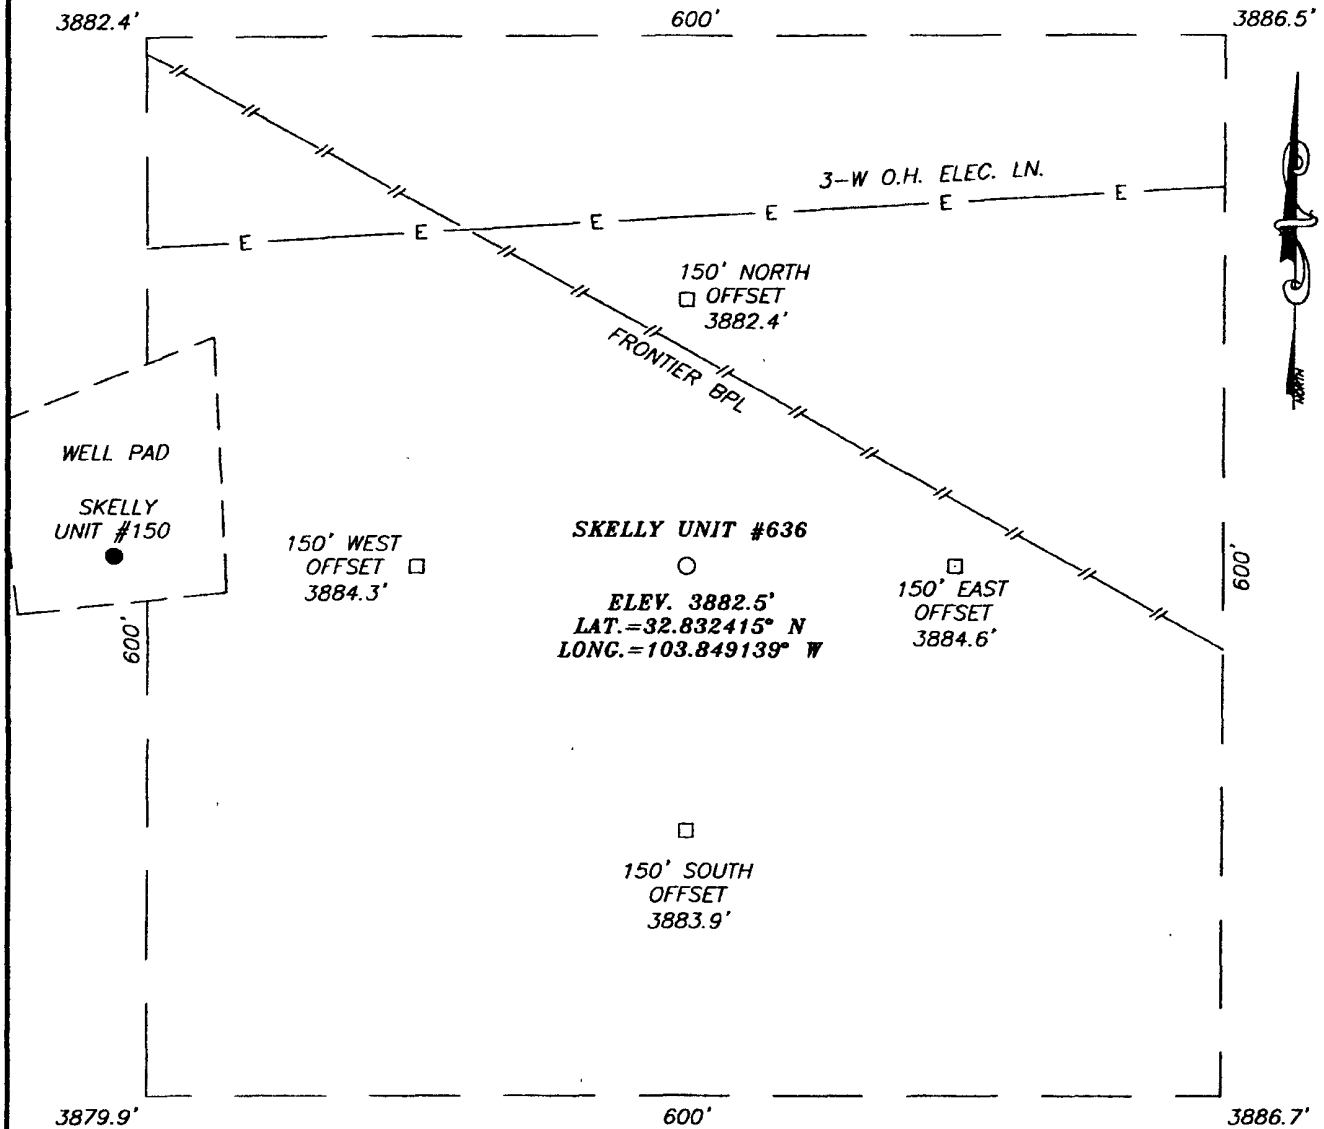 3882.4'
600'
3886.5'
3-W O.H. ELEC. LN.
E E E E E E
150' NORTH
OFFSET
3882.4'
FRONTIER BPL
NORTH
WELL PAD
SKELLY
UNIT #150
150' WEST
OFFSET
3884.3'
SKELLY UNIT #636
ELEV. 3882.5'
LAT.=32.832415° N
LONG.=103.849139° W
150' EAST
OFFSET
3884.6'
600'
600'
150' SOUTH
OFFSET
3883.9'
3879.9'
600'
3886.7'